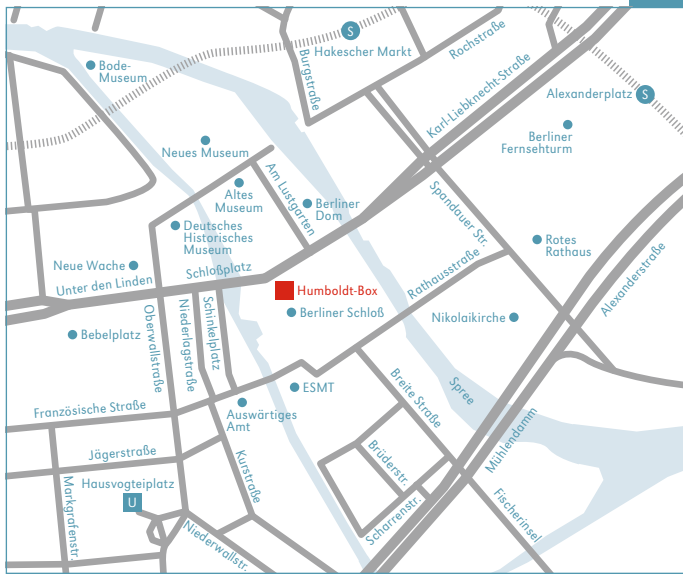 S
Hakescher Markt
Rochstraße
Burgstraße
Bode-
Museum
Karl-Liebknecht-Straße
Alexanderplatz
S
Berliner
Fernsehturm
Neues Museum
Am Lustgarten
Altes
Museum
Berliner
Dom
Spandauer Str.
Deutsches
Historisches
Museum
Rotes
Rathaus
Neue Wache
Schloßplatz
Rathausstraße
Alexanderstraße
Unter den Linden
Humboldt-Box
Berliner Schloß
Nikolaikirche
Oberwallstraße
Niederlagstraße
Schinkelplatz
Bebelplatz
ESMT
Breite Straße
Spree
Französische Straße
Auswärtiges
Amt
Mühlendamm
Jägerstraße
Kurstraße
Brüderstr.
Markgrafenstr.
Hausvogteiplatz
U
Scharrenstr.
Fischerinsel
Niederwallstr.